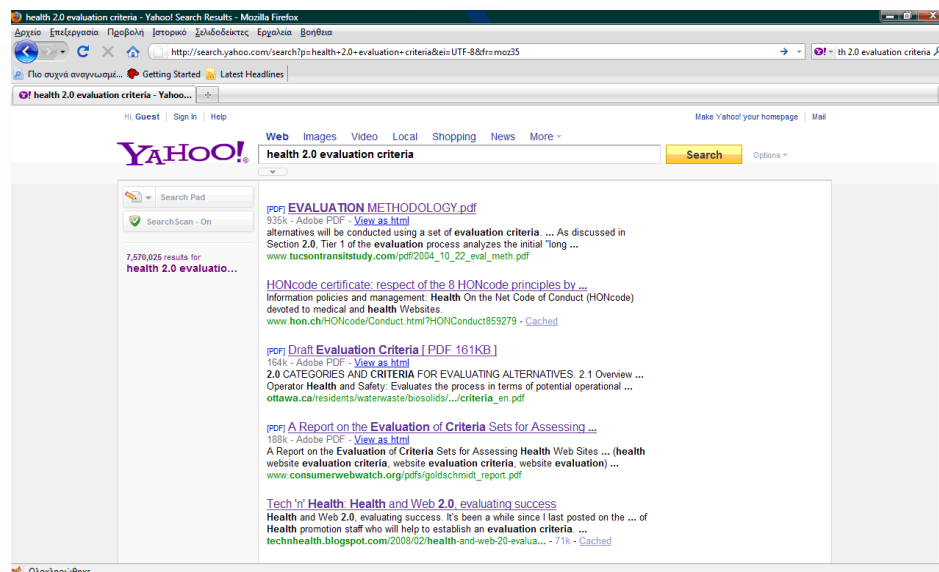 health 2.0 evaluation criteria - Yahoo! Search Results - Mozilla Firefox
Αρχείο Επεξεργασία Προβολή Ιστορικό Σελιδοδείκτες Εργαλεία Βοήθεια
http://search.yahoo.com/search?p=health+2.0+evaluation+criteria&ei=UTF-8&fr=moz35
th 2.0 evaluation criteria
Πιο συχνά αναγνωσμέ... Getting Started Latest Headlines
health 2.0 evaluation criteria - Yahoo...
Hi, Guest Sign In Help
Make Yahoo! your homepage Mail
Web Images Video Local Shopping News More
YAHOO!
health 2.0 evaluation criteria
Search
Options
Search Pad
SearchScan - On
7,570,025 results for
health 2.0 evaluatio...
[PDF] EVALUATION METHODOLOGY.pdf
935k - Adobe PDF - View as html
alternatives will be conducted using a set of evaluation criteria. ... As discussed in
Section 2.0, Tier 1 of the evaluation process analyzes the initial "long ...
www.tucsontransitstudy.com/pdf/2004_10_22_eval_meth.pdf
HONcode certificate: respect of the 8 HONcode principles by ...
Information policies and management: Health On the Net Code of Conduct (HONcode)
devoted to medical and health Websites.
www.hon.ch/HONcode/Conduct.html?HONConduct859279 - Cached
[PDF] Draft Evaluation Criteria [ PDF 161KB ]
164k - Adobe PDF - View as html
2.0 CATEGORIES AND CRITERIA FOR EVALUATING ALTERNATIVES. 2.1 Overview ...
Operator Health and Safety: Evaluates the process in terms of potential operational ...
ottawa.ca/residents/waterwaste/biosolids/.../criteria_en.pdf
[PDF] A Report on the Evaluation of Criteria Sets for Assessing ...
188k - Adobe PDF - View as html
A Report on the Evaluation of Criteria Sets for Assessing Health Web Sites ... (health
website evaluation criteria, website evaluation criteria, website evaluation) ...
www.consumerwebwatch.org/pdfs/goldschmidt_report.pdf
Tech 'n' Health: Health and Web 2.0, evaluating success
Health and Web 2.0, evaluating success. It's been a while since I last posted on the ... of
Health promotion staff who will help to establish an evaluation criteria. ...
technhealth.blogspot.com/2008/02/health-and-web-20-evalua... - 71k - Cached